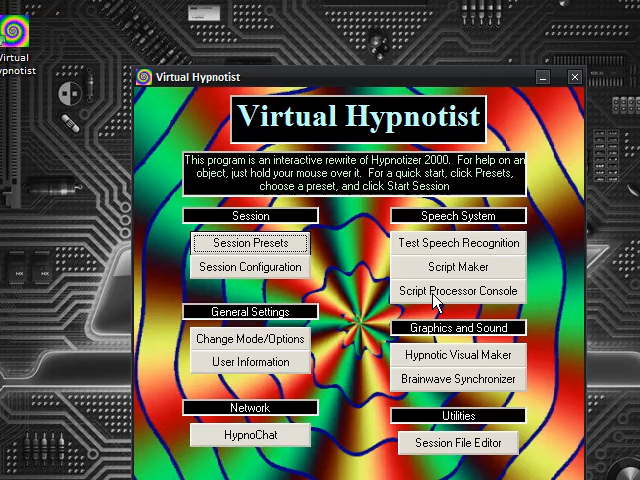 Virtual
Virtual Hypnotist
Virtual Hypnotist
This program is an interactive rewrite of Hypnotizer 2000. For help on an
object, just hold your mouse over it. For a quick start, click Presets,
choose a preset, and click Start Session
Session
Session Presets
Session Configuration
General Settings
Change Mode/Options
User Information
Network
HypnoChat
Speech System
Test Speech Recognition
Script Maker
Script Processor Console
Graphics and Sound
Hypnotic Visual Maker
Brainwave Synchronizer
Utilities
Session File Editor